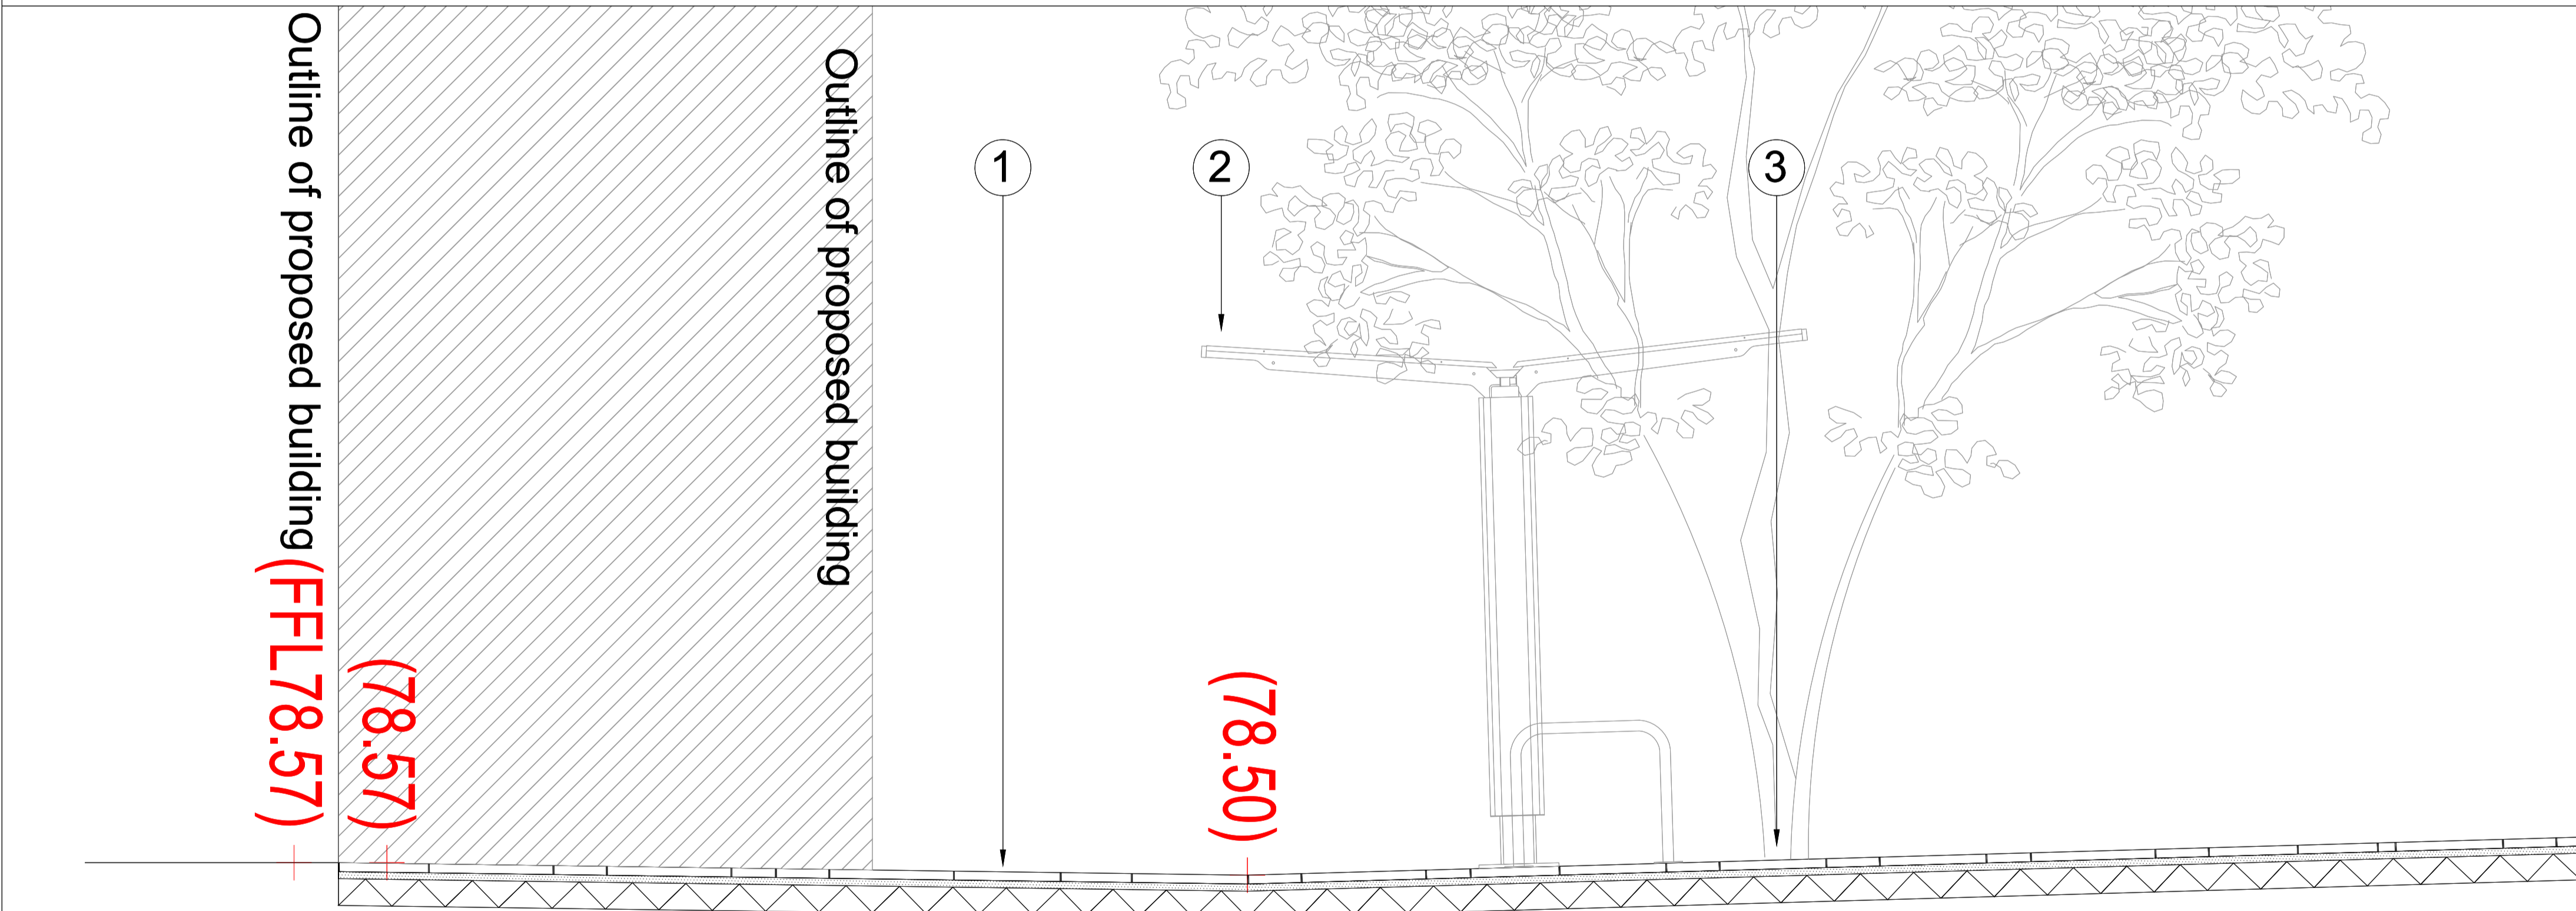 Outline of proposed building
(FFL78.57)
(78.57)
Outline of proposed building
1
2
(78.50)
3